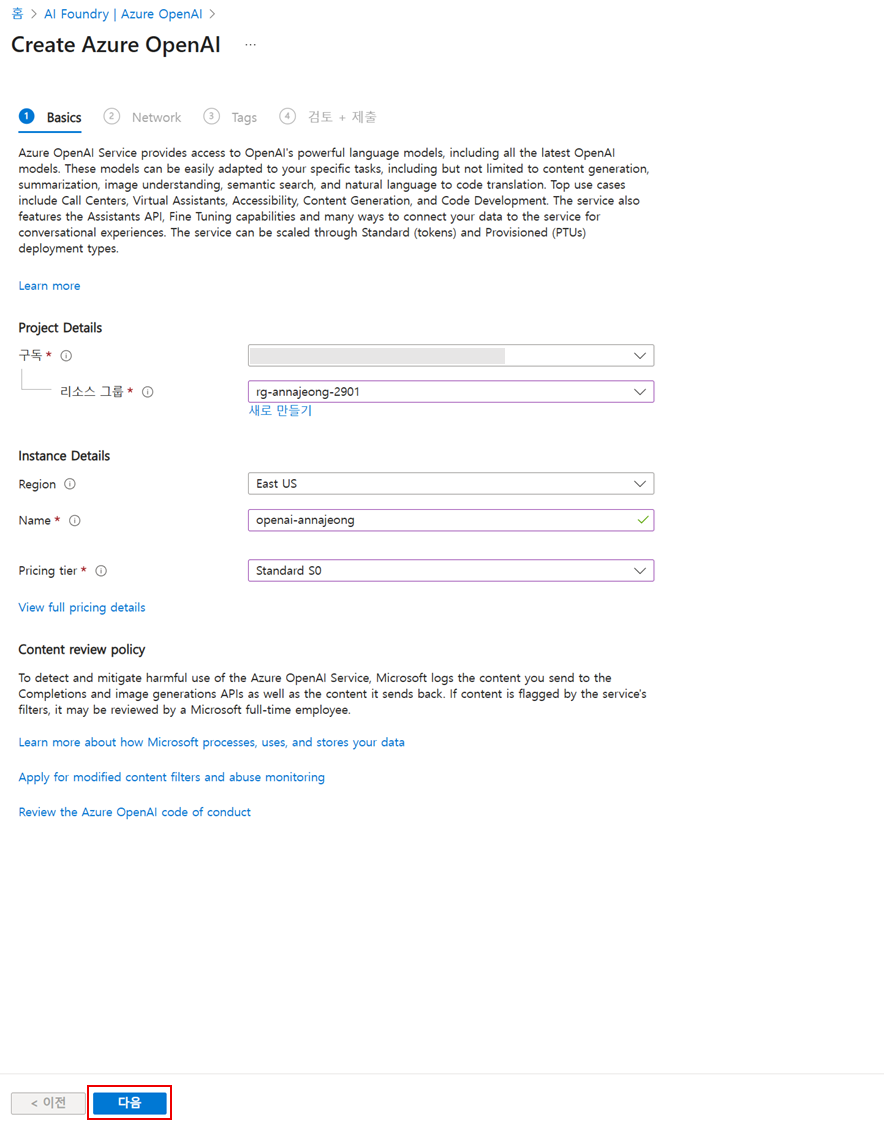 홈 > AI Foundry | Azure OpenAI >
Create Azure OpenAI ...
1 Basics 2 Network 3 Tags 4 검토 + 제출
Azure OpenAI Service provides access to OpenAI's powerful language models, including all the latest OpenAI
models. These models can be easily adapted to your specific tasks, including but not limited to content generation,
summarization, image understanding, semantic search, and natural language to code translation. Top use cases
include Call Centers, Virtual Assistants, Accessibility, Content Generation, and Code Development. The service also
features the Assistants API, Fine Tuning capabilities and many ways to connect your data to the service for
conversational experiences. The service can be scaled through Standard (tokens) and Provisioned (PTUs)
deployment types.
Learn more
Project Details
구독 *
리소스 그룹 * rg-annajeong-2901
새로 만들기
Instance Details
Region East US
Name * openai-annajeong
Pricing tier * Standard S0
View full pricing details
Content review policy
To detect and mitigate harmful use of the Azure OpenAI Service, Microsoft logs the content you send to the
Completions and image generations APIs as well as the content it sends back. If content is flagged by the service's
filters, it may be reviewed by a Microsoft full-time employee.
Learn more about how Microsoft processes, uses, and stores your data
Apply for modified content filters and abuse monitoring
Review the Azure OpenAI code of conduct
< 이전 다음